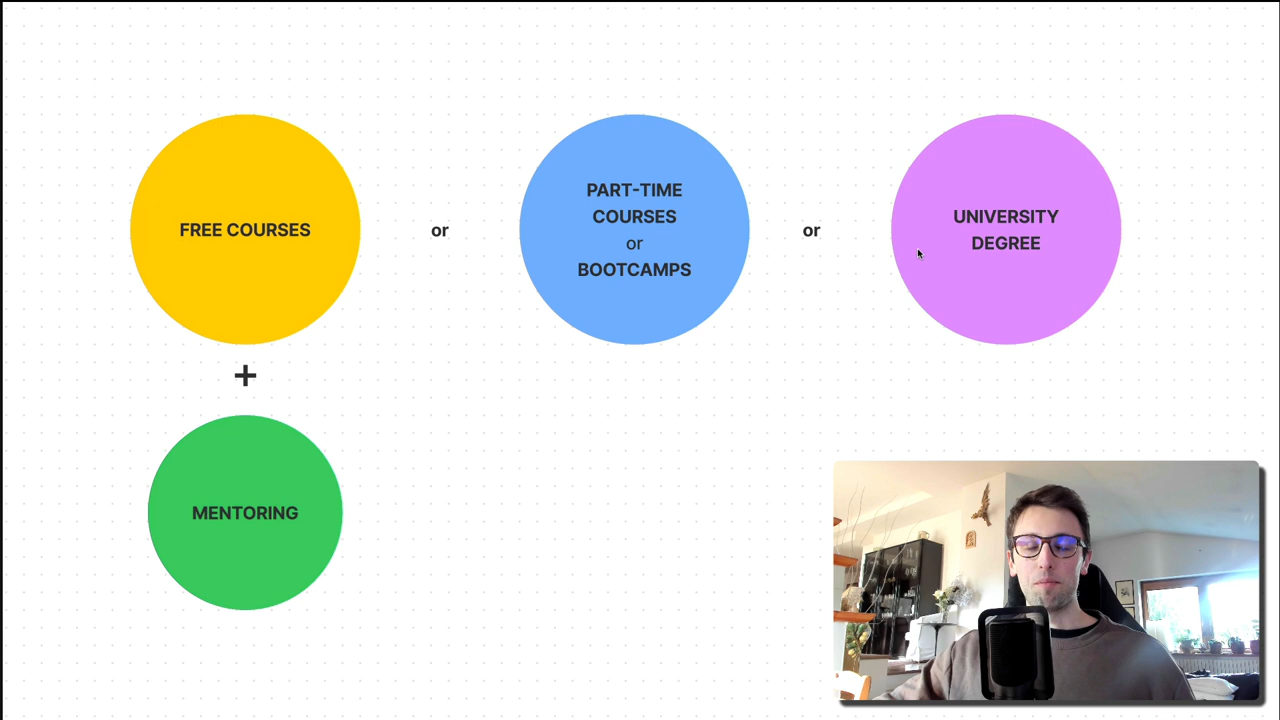 FREE COURSES
or
PART-TIME
COURSES
or
BOOTCAMPS
or
UNIVERSITY
DEGREE
+
MENTORING